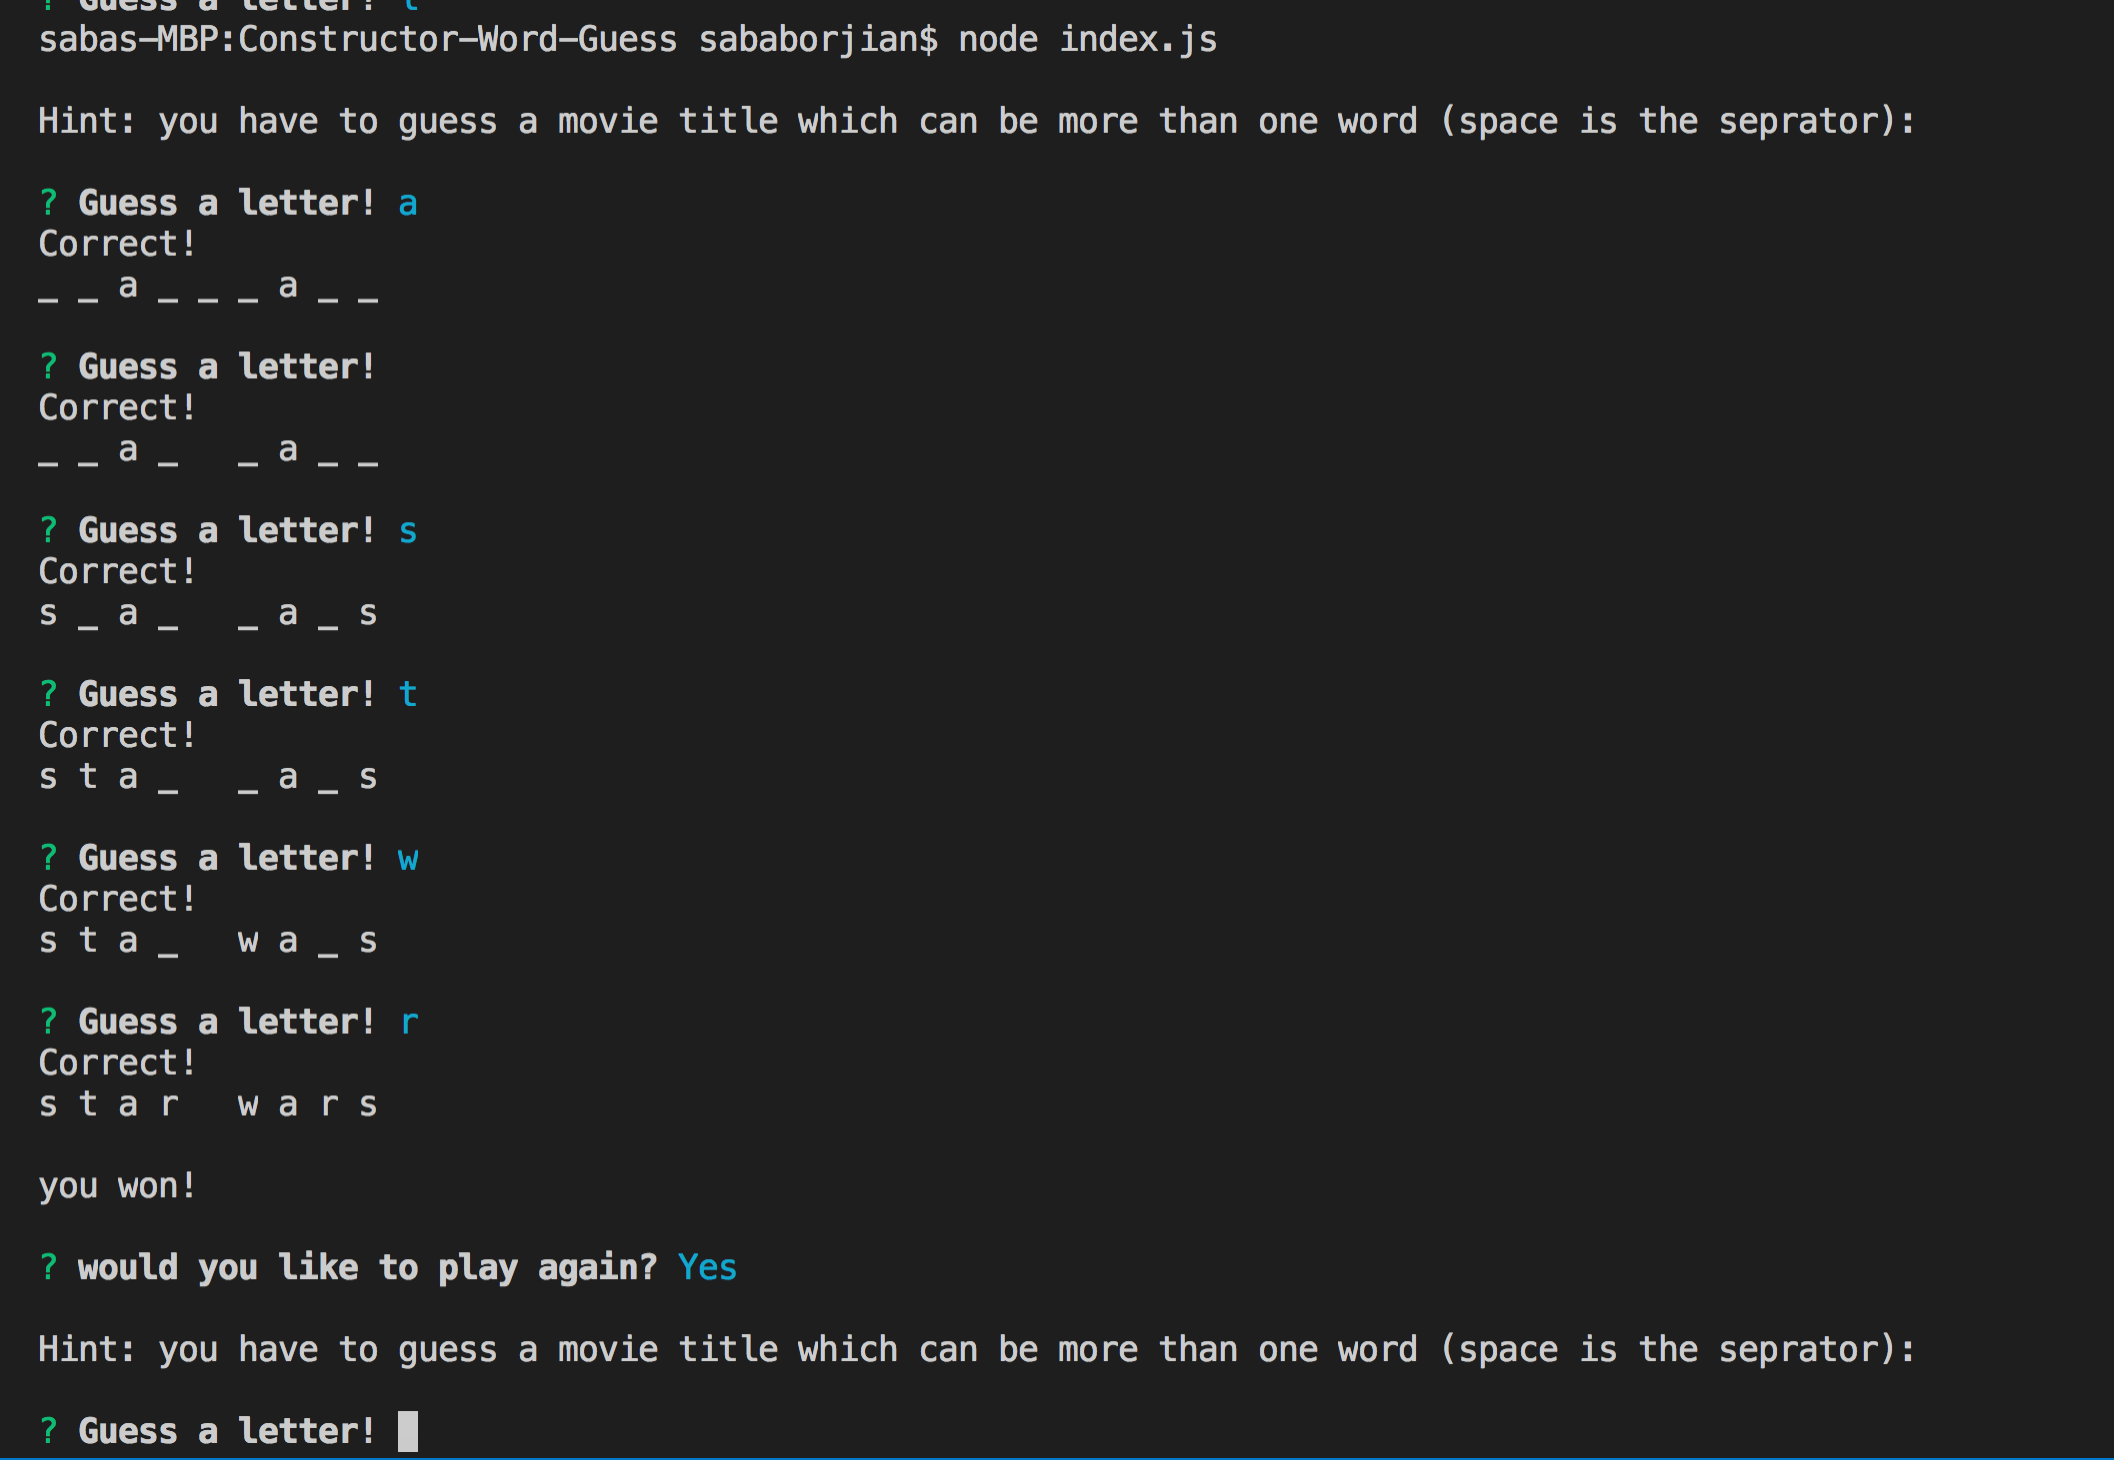 ? Guess a letter! t
sabas-MBP:Constructor-Word-Guess sababorjian$ node index.js
Hint: you have to guess a movie title which can be more than one word (space is the seprator):
? Guess a letter! a
Correct!
_ _ a _ _ _ a _ _
? Guess a letter!
Correct!
_ _ a _   _ a _ _
? Guess a letter! s
Correct!
s _ a _   _ a _ s
? Guess a letter! t
Correct!
s t a _   _ a _ s
? Guess a letter! w
Correct!
s t a _   w a _ s
? Guess a letter! r
Correct!
s t a r   w a r s
you won!
? would you like to play again? Yes
Hint: you have to guess a movie title which can be more than one word (space is the seprator):
? Guess a letter!